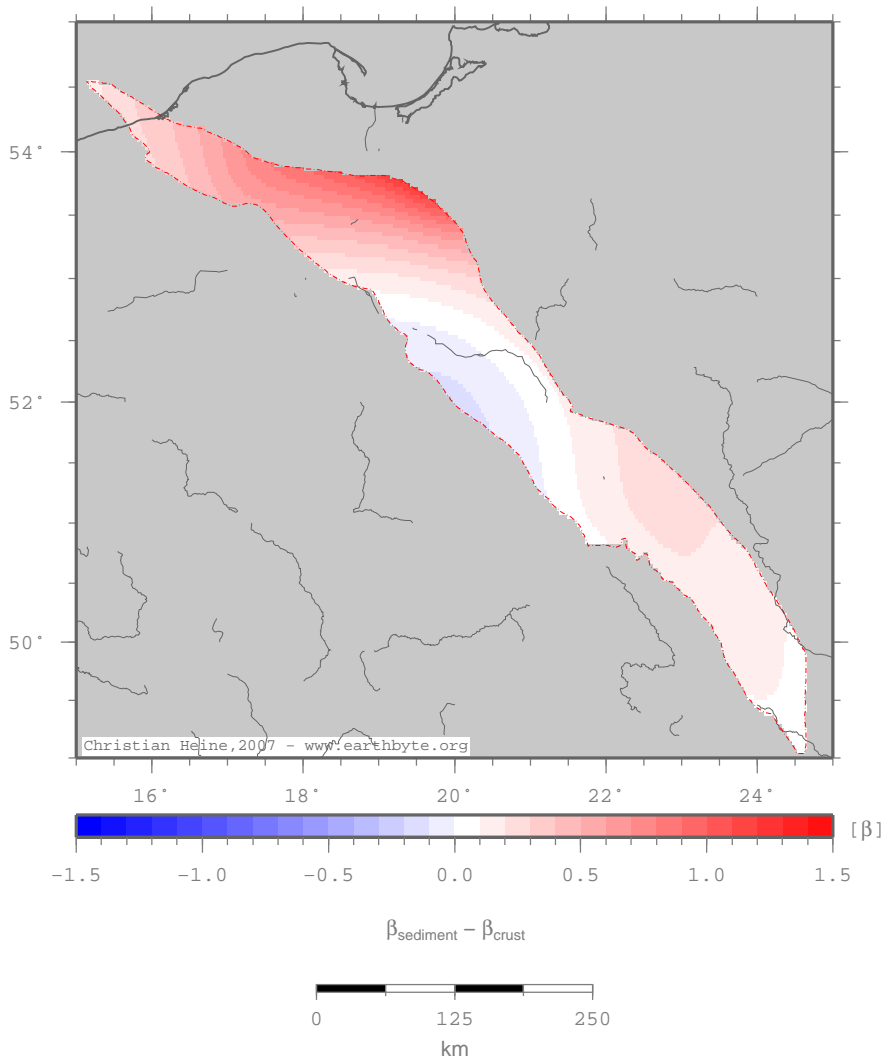 54°
52°
50°
Christian Heine,2007 - www.earthbyte.org
16° 18° 20° 22° 24°
[β]
−1.5 −1.0 −0.5 0.0 0.5 1.0 1.5
βsediment − βcrust
0 125 250
km